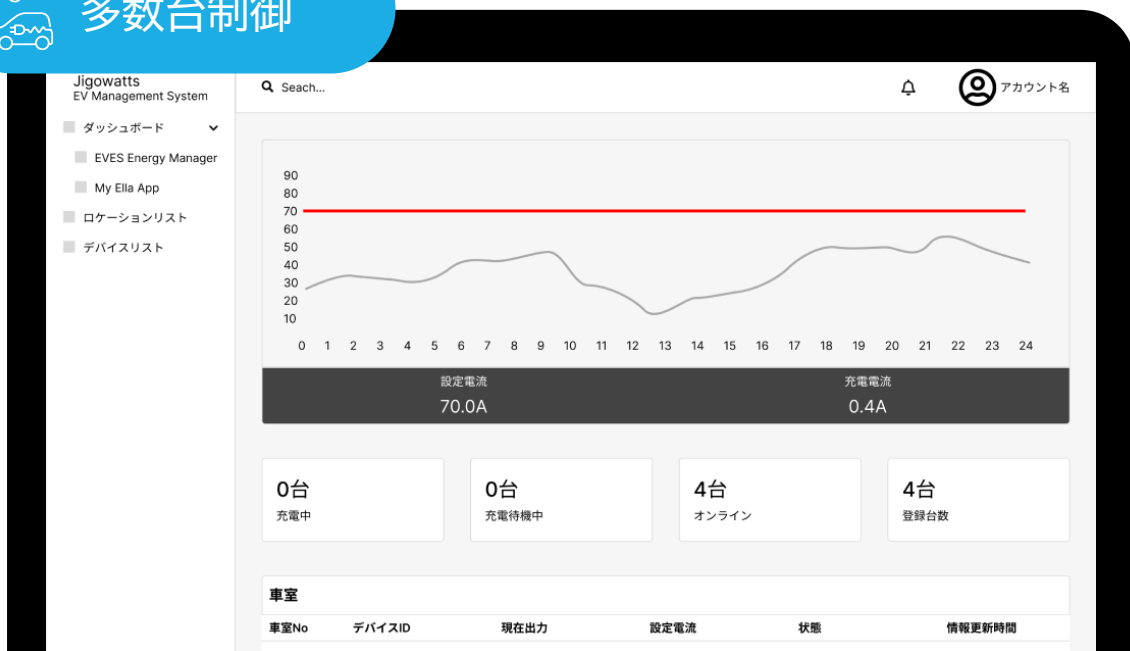 多数台制御
Jigowatts
EV Management System
Seach...
アカウント名
ダッシュボード
EVES Energy Manager
My Ella App
ロケーションリスト
デバイスリスト
90
80
70
60
50
40
30
20
10
0 1 2 3 4 5 6 7 8 9 10 11 12 13 14 15 16 17 18 19 20 21 22 23 24
設定電流 充電電流
70.0A 0.4A
0台 0台 4台 4台
充電中 充電待機中 オンライン 登録台数
車室
車室No デバイスID 現在出力 設定電流 状態 情報更新時間